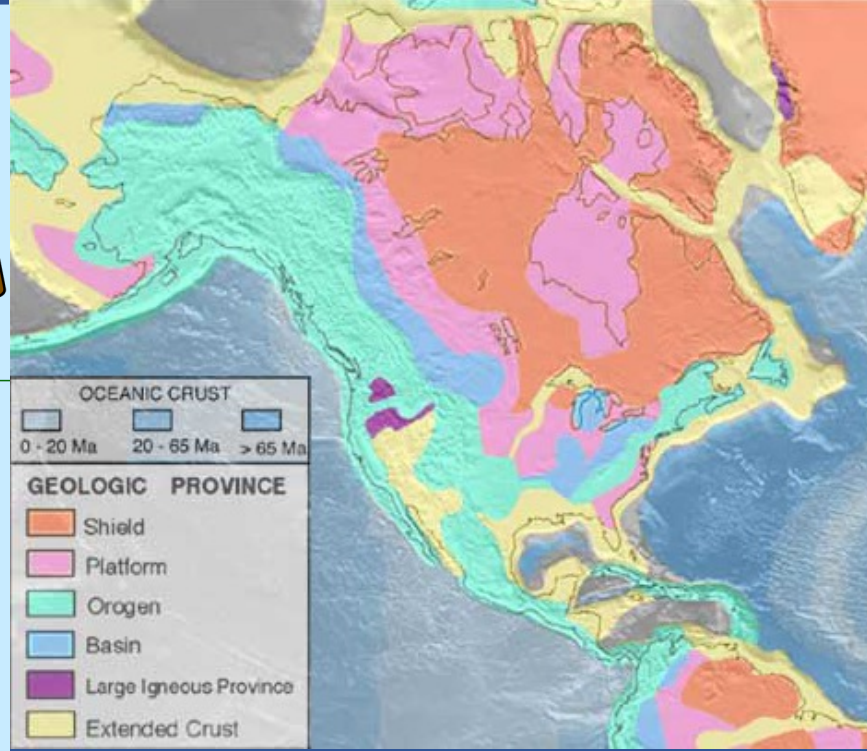 OCEANIC CRUST
0 - 20 Ma 20 - 65 Ma > 65 Ma
GEOLOGIC PROVINCE
Shield
Platform
Orogen
Basin
Large Igneous Province
Extended Crust